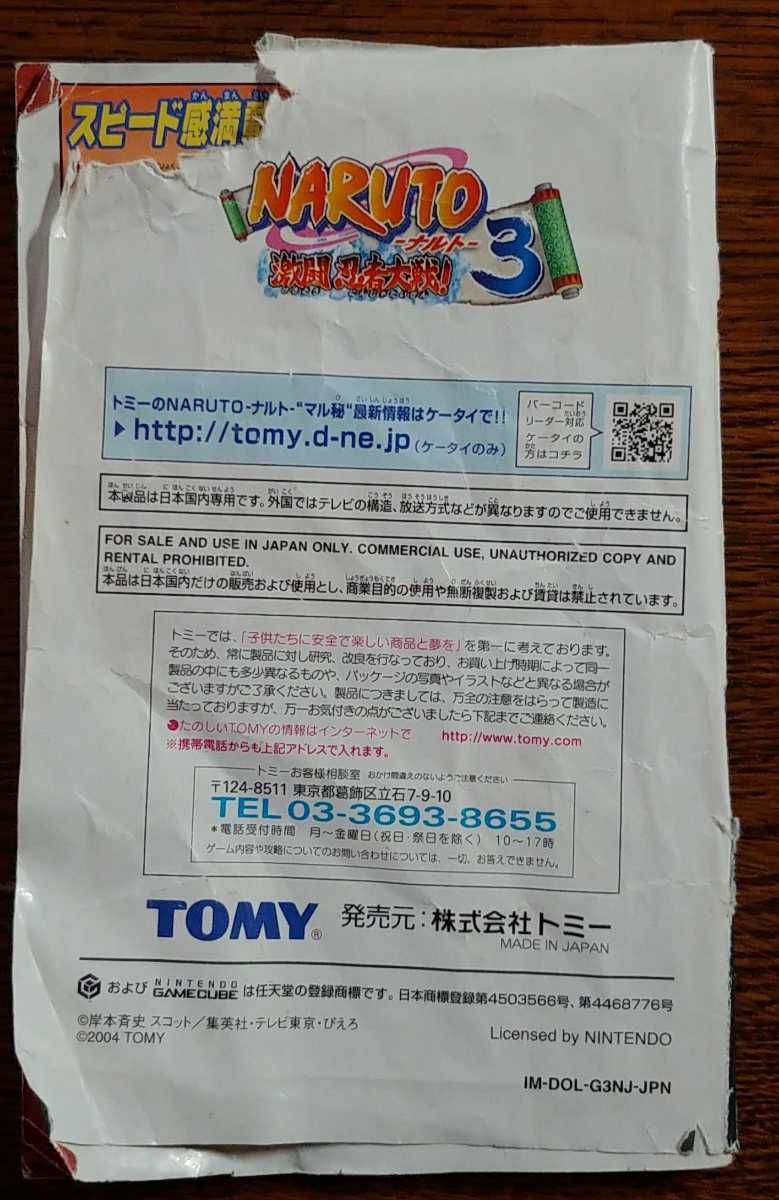 スピード感満
NARUTO
-ナルト-
激闘忍者大戦! 3
トミーのNARUTO-ナルト-“マル秘“最新情報はケータイで!!
http://tomy.d-ne.jp(ケータイのみ)
バーコード
リーダー対応
ケータイの
方はコチラ
本製品は日本国内専用です。外国ではテレビの構造、放送方式などが異なりますのでご使用できません。
FOR SALE AND USE IN JAPAN ONLY. COMMERCIAL USE, UNAUTHORIZED COPY AND
RENTAL PROHIBITED.
本品は日本国内だけの販売および使用とし、商業目的の使用や無断複製および賃貸は禁止されています。
トミーでは、「子供たちに安全で楽しい商品と夢を」を第一に考えております。
そのため、常に製品に対し研究、改良を行なっており、お買い上げ時期によって同一
製品の中にも多少異なるものや、パッケージの写真やイラストなどと異なる場合が
ございますがご了承ください。製品につきましては、万全の注意をはらって製造に
当たっておりますが、万一お気付きの点がございましたら下記までご連絡ください。
●たのしいTOMYの情報はインターネットで http://www.tomy.com
※携帯電話からも上記アドレスで入れます。
トミーお客様相談室 おかけ間違えのないようご注意ください
〒124-8511 東京都葛飾区立石7-9-10
TEL 03-3693-8655
*電話受付時間 月～金曜日(祝日・祭日を除く) 10～17時
ゲーム内容や攻略についてのお問い合わせについては、一切、お答えできません。
TOMY® 発売元:株式会社トミー
MADE IN JAPAN
および NINTENDO GAMECUBE は任天堂の登録商標です。日本商標登録第4503566号、第4468776号
©岸本斉史 スコット/集英社・テレビ東京・ぴえろ
©2004 TOMY
Licensed by NINTENDO
IM-DOL-G3NJ-JPN